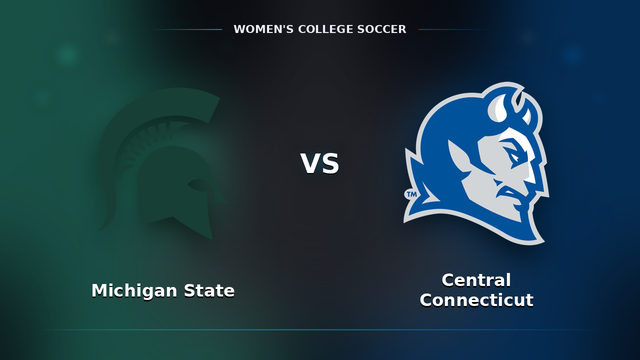 WOMEN'S COLLEGE SOCCER
VS
Michigan State
Central
Connecticut
TM